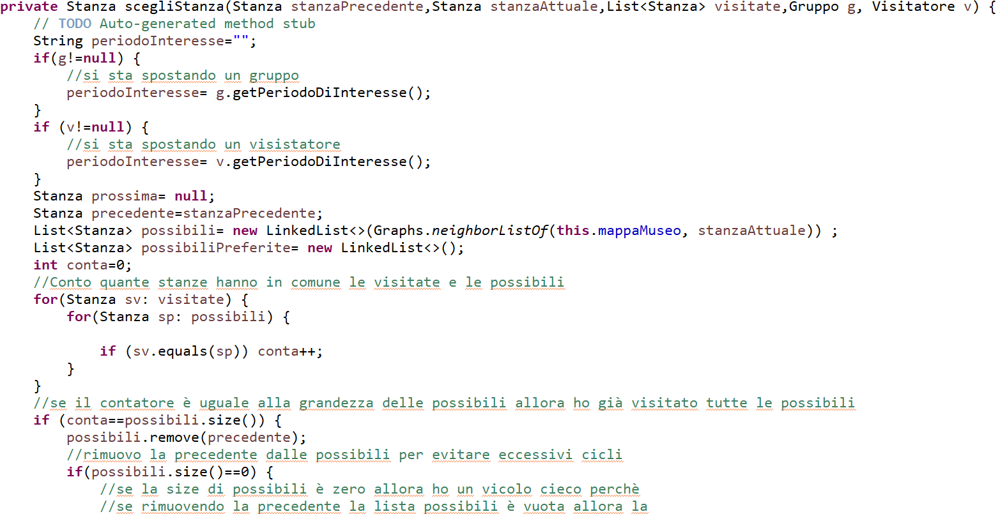 private Stanza scegliStanza(Stanza stanzaPrecedente,Stanza stanzaAttuale,List<Stanza> visitate,Gruppo g, Visitatore v) {
// TODO Auto-generated method stub
String periodoInteresse="";
if(g!=null) {
//si sta spostando un gruppo
periodoInteresse= g.getPeriodoDiInteresse();
}
if (v!=null) {
//si sta spostando un visistatore
periodoInteresse= v.getPeriodoDiInteresse();
}
Stanza prossima= null;
Stanza precedente=stanzaPrecedente;
List<Stanza> possibili= new LinkedList<>(Graphs.neighborListOf(this.mappaMuseo, stanzaAttuale)) ;
List<Stanza> possibiliPreferite= new LinkedList<>();
int conta=0;
//Conto quante stanze hanno in comune le visitate e le possibili
for(Stanza sv: visitate) {
for(Stanza sp: possibili) {
if (sv.equals(sp)) conta++;
}
}
//se il contatore è uguale alla grandezza delle possibili allora ho già visitato tutte le possibili
if (conta==possibili.size()) {
possibili.remove(precedente);
//rimuovo la precedente dalle possibili per evitare eccessivi cicli
if(possibili.size()==0) {
//se la size di possibili è zero allora ho un vicolo cieco perchè
//se rimuovendo la precedente la lista possibili è vuota allora la